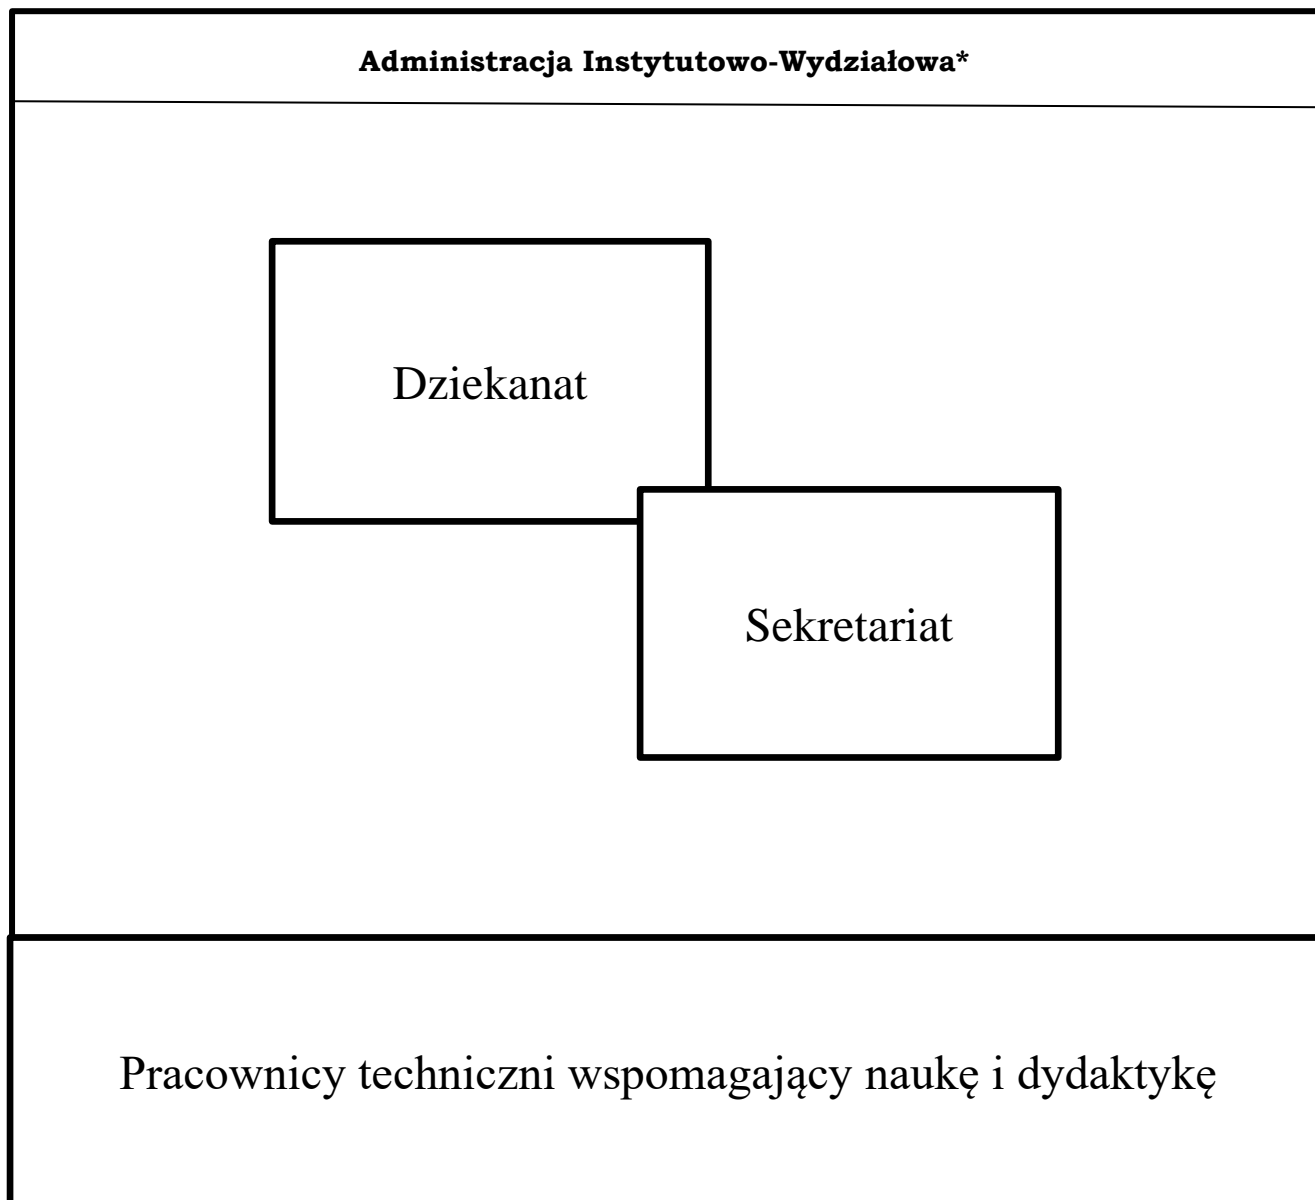 Administracja Instytutowo-Wydziałowa*
Dziekanat
Sekretariat
Pracownicy techniczni wspomagający naukę i dydaktykę